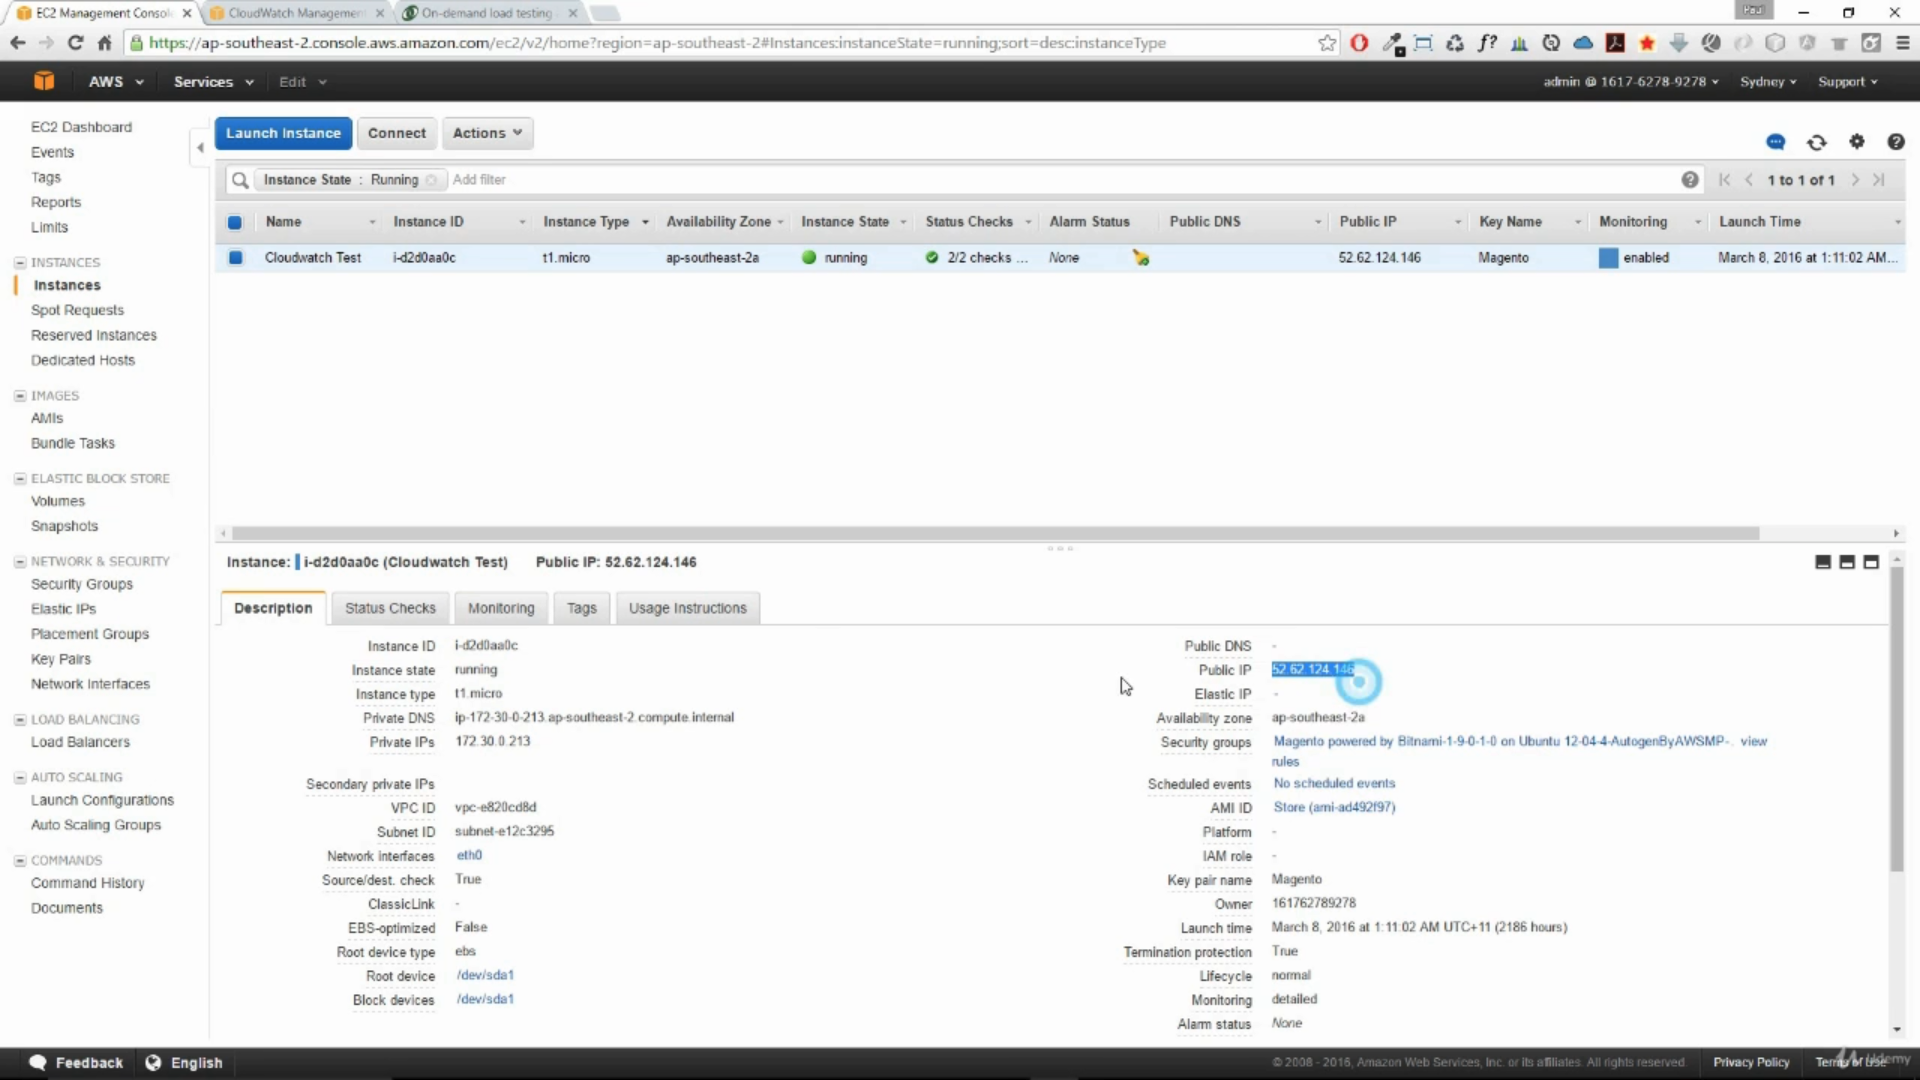 EC2 Management Consol
CloudWatch Management
On-demand load testing
Paul
https://ap-southeast-2.console.aws.amazon.com/ec2/v2/home?region=ap-southeast-2#Instances:instanceState=running;sort=desc:instanceType
AWS Services Edit
admin @ 1617-6278-9278 Sydney Support
EC2 Dashboard
Events
Tags
Reports
Limits
INSTANCES
Instances
Spot Requests
Reserved Instances
Dedicated Hosts
IMAGES
AMIs
Bundle Tasks
ELASTIC BLOCK STORE
Volumes
Snapshots
NETWORK & SECURITY
Security Groups
Elastic IPs
Placement Groups
Key Pairs
Network Interfaces
LOAD BALANCING
Load Balancers
AUTO SCALING
Launch Configurations
Auto Scaling Groups
COMMANDS
Command History
Documents
Launch Instance Connect Actions
Instance State : Running Add filter
1 to 1 of 1
Name Instance ID Instance Type Availability Zone Instance State Status Checks Alarm Status Public DNS Public IP Key Name Monitoring Launch Time
Cloudwatch Test i-d2d0aa0c t1.micro ap-southeast-2a running 2/2 checks ... None 52.62.124.146 Magento enabled March 8, 2016 at 1:11:02 AM...
Instance: i-d2d0aa0c (Cloudwatch Test) Public IP: 52.62.124.146
Description Status Checks Monitoring Tags Usage Instructions
Instance ID i-d2d0aa0c
Instance state running
Instance type t1.micro
Private DNS ip-172-30-0-213.ap-southeast-2.compute.internal
Private IPs 172.30.0.213
Secondary private IPs
VPC ID vpc-e820cd8d
Subnet ID subnet-e12c3295
Network interfaces eth0
Source/dest. check True
ClassicLink -
EBS-optimized False
Root device type ebs
Root device /dev/sda1
Block devices /dev/sda1
Public DNS -
Public IP 52.62.124.146
Elastic IP -
Availability zone ap-southeast-2a
Security groups Magento powered by Bitnami-1-9-0-1-0 on Ubuntu 12-04-4-AutogenByAWSMP-. view
rules
Scheduled events No scheduled events
AMI ID Store (ami-ad492f97)
Platform -
IAM role -
Key pair name Magento
Owner 161762789278
Launch time March 8, 2016 at 1:11:02 AM UTC+11 (2186 hours)
Termination protection True
Lifecycle normal
Monitoring detailed
Alarm status None
Feedback English
© 2008 - 2016, Amazon Web Services, Inc. or its affiliates. All rights reserved. Privacy Policy Terms of Use
Udemy